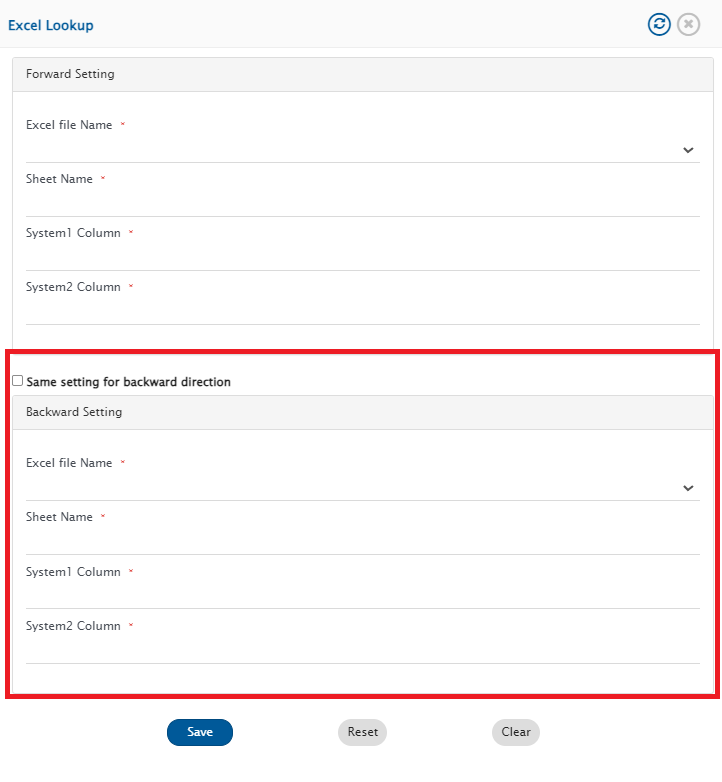 Excel Lookup
Forward Setting
Excel file Name *
Sheet Name *
System1 Column *
System2 Column *
Same setting for backward direction
Backward Setting
Excel file Name *
Sheet Name *
System1 Column *
System2 Column *
Save Reset Clear